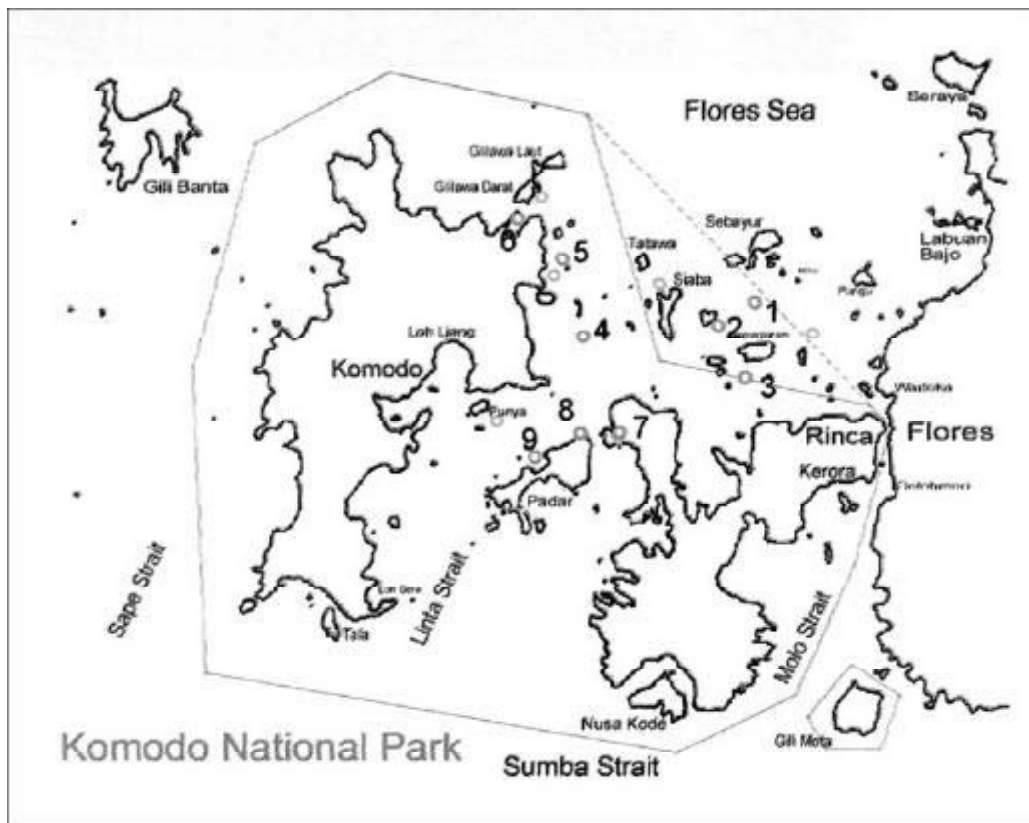 Flores Sea
Seraya
Gili Banta
Gililawa Laut
Gililawa Darat
Sebayur
Labuan
Bajo
Tatawa
Siaba
6
5
1
2
4
Loh Liang
Komodo
3
8
7
9
Rinca
Flores
Kerora
Padar
Sape Strait
Linta Strait
Molo Strait
Tala
Nusa Kode
Gili Mota
Komodo National Park
Sumba Strait